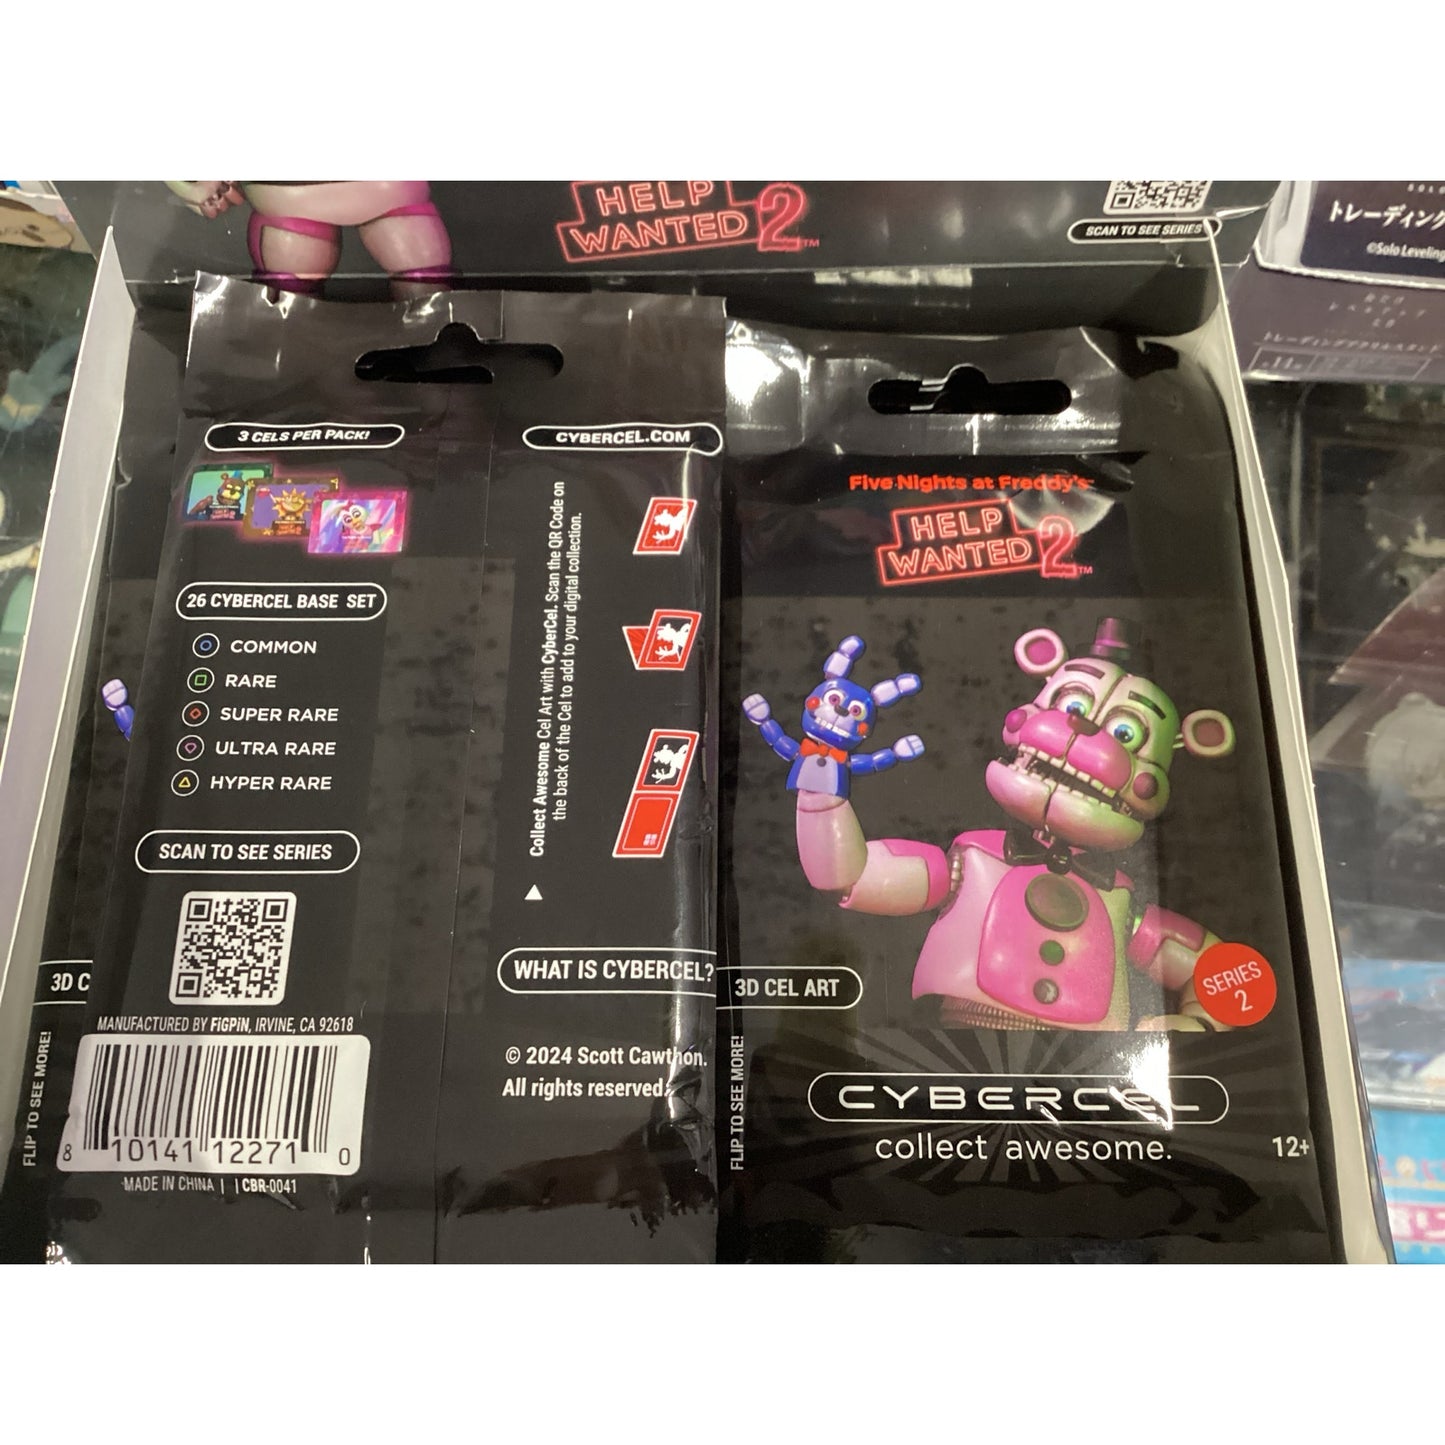 HELP
WANTED 2™
SCAN TO SEE SERIES
トレーディング
©Solo Leveling
3 CELS PER PACK!
26 CYBERCEL BASE SET
COMMON
RARE
SUPER RARE
ULTRA RARE
HYPER RARE
SCAN TO SEE SERIES
MANUFACTURED BY FiGPiN, IRVINE, CA 92618
8 10141 12271 0
MADE IN CHINA | | CBR-0041
3D C
FLIP TO SEE MORE!
CYBERCEL.COM
Collect Awesome Cel Art with CyberCel. Scan the QR Code on
the back of the Cel to add to your digital collection.
WHAT IS CYBERCEL?
© 2024 Scott Cawthon.
All rights reserved.
Five Nights at Freddy's
HELP
WANTED 2™
3D CEL ART
SERIES
2
FLIP TO SEE MORE!
CYBERCEL
collect awesome.
12+